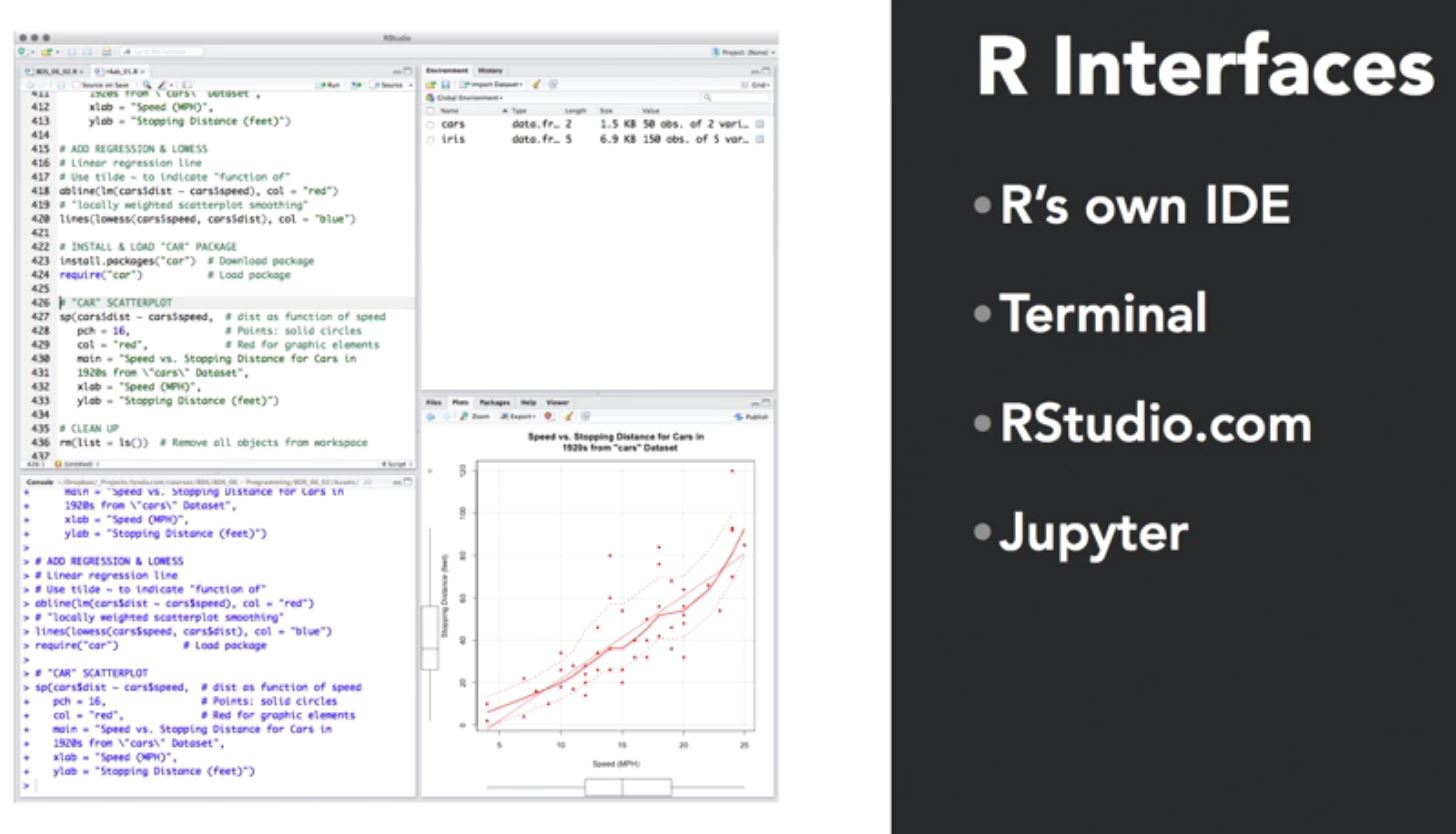 RStudio
Go to file/function
Project: (None)
BDS_06_02.R
rlab_01.R
Source on Save
Run
Source
411 1920s from \"cars\" Dataset",
412 xlab = "Speed (MPH)",
413 ylab = "Stopping Distance (feet)")
414
415 # ADD REGRESSION & LOWESS
416 # Linear regression line
417 # Use tilde ~ to indicate "function of"
418 abline(lm(cars$dist ~ cars$speed), col = "red")
419 # "locally weighted scatterplot smoothing"
420 lines(lowess(cars$speed, cars$dist), col = "blue")
421
422 # INSTALL & LOAD "CAR" PACKAGE
423 install.packages("car") # Download package
424 require("car") # Load package
425
426 # "CAR" SCATTERPLOT
427 sp(cars$dist ~ cars$speed, # dist as function of speed
428 pch = 16, # Points: solid circles
429 col = "red", # Red for graphic elements
430 main = "Speed vs. Stopping Distance for Cars in
431 1920s from \"cars\" Dataset",
432 xlab = "Speed (MPH)",
433 ylab = "Stopping Distance (feet)")
434
435 # CLEAN UP
436 rm(list = ls()) # Remove all objects from workspace
437
426:1 (Untitled) R Script
Console
+ main = "Speed vs. Stopping Distance for Cars in
+ 1920s from \"cars\" Dataset",
+ xlab = "Speed (MPH)",
+ ylab = "Stopping Distance (feet)")
>
> # ADD REGRESSION & LOWESS
> # Linear regression line
> # Use tilde ~ to indicate "function of"
> abline(lm(cars$dist ~ cars$speed), col = "red")
> # "locally weighted scatterplot smoothing"
> lines(lowess(cars$speed, cars$dist), col = "blue")
> require("car") # Load package
>
> # "CAR" SCATTERPLOT
> sp(cars$dist ~ cars$speed, # dist as function of speed
+ pch = 16, # Points: solid circles
+ col = "red", # Red for graphic elements
+ main = "Speed vs. Stopping Distance for Cars in
+ 1920s from \"cars\" Dataset",
+ xlab = "Speed (MPH)",
+ ylab = "Stopping Distance (feet)")
>
Environment History
Import Dataset Grid
Global Environment
Name Type Length Size Value
cars data.fr… 2 1.5 KB 50 obs. of 2 vari…
iris data.fr… 5 6.9 KB 150 obs. of 5 var…
Files Plots Packages Help Viewer
Zoom Export Publish
Speed vs. Stopping Distance for Cars in
1920s from "cars" Dataset
120
100
80
60
40
20
0
Stopping Distance (feet)
5 10 15 20 25
Speed (MPH)
R Interfaces
• R’s own IDE
• Terminal
• RStudio.com
• Jupyter